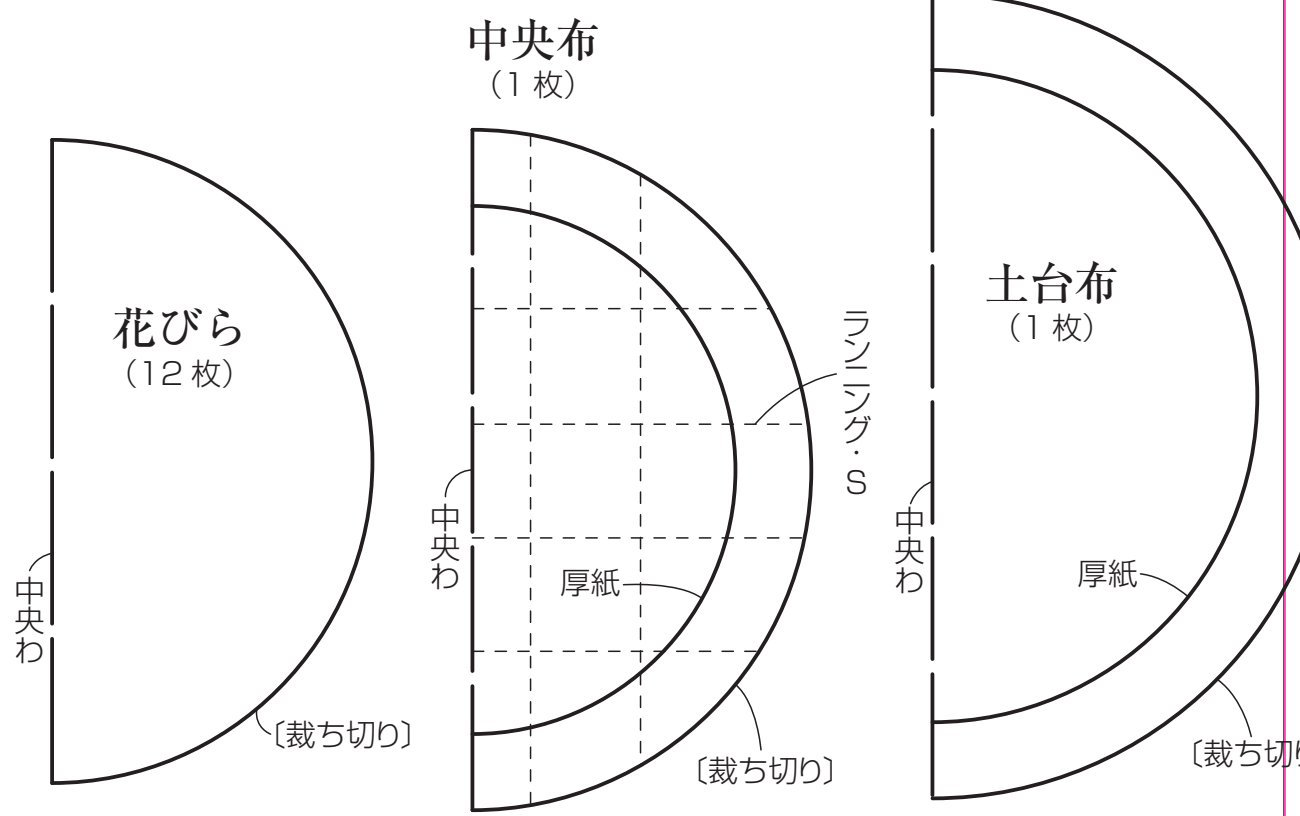 花びら
（12 枚）
中央わ
〔裁ち切り〕
中央布
（1 枚）
ランニング・S
中央わ
厚紙
〔裁ち切り〕
土台布
（1 枚）
中央わ
厚紙
〔裁ち切り